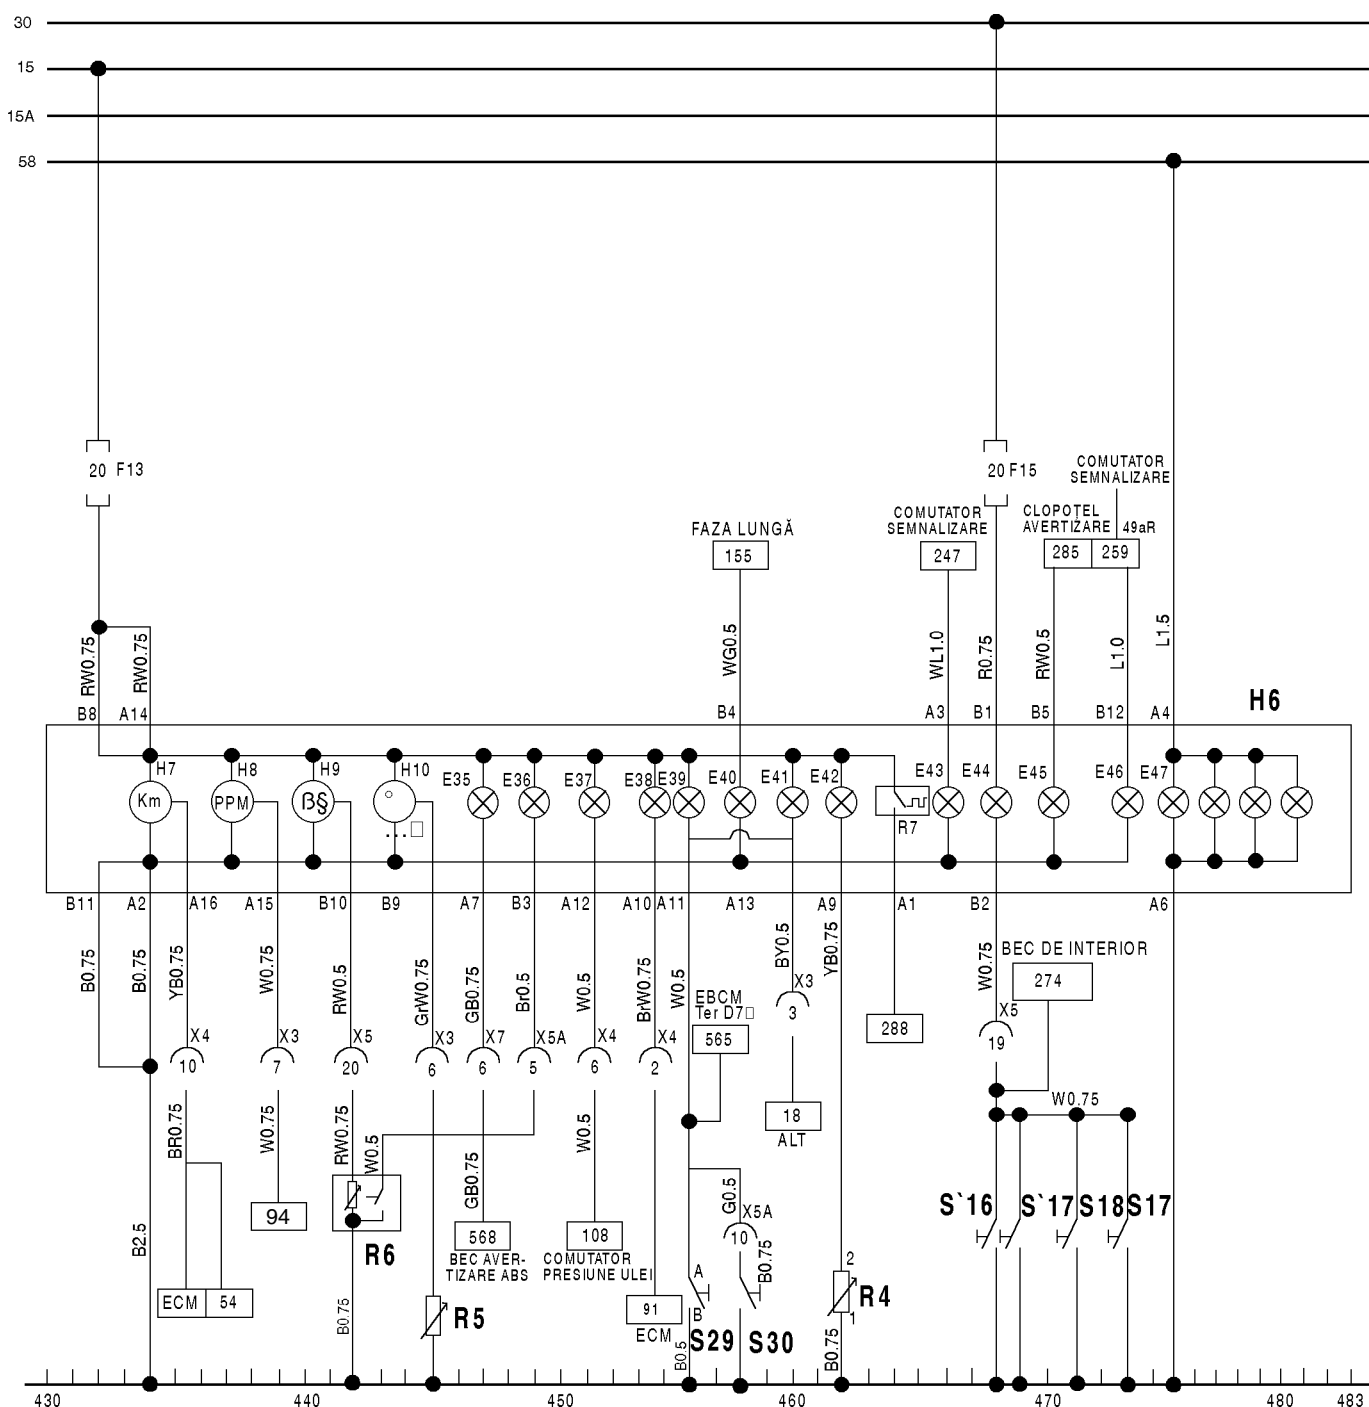 30
15
15A
58
20 F13
20 F15
COMUTATOR
SEMNALIZARE
COMUTATOR
SEMNALIZARE
CLOPOȚEL
AVERTIZARE 49aR
FAZA LUNGĂ
155
247
285 259
RW0.75
RW0.75
WG0.5
WL1.0
R0.75
RW0.5
L1.0
L1.5
B8 A14 B4 A3 B1 B5 B12 A4
H6
H7 H8 H9 H10 E35 E36 E37 E38 E39 E40 E41 E42 E43 E44 E45 E46 E47
Km PPM ß§
...□
R7
B11 A2 A16 A15 B10 B9 A7 B3 A12 A10 A11 A13 A9 A1 B2 A6
B0.75
B0.75
YB0.75
W0.75
RW0.5
GrW0.5
GB0.75
Br0.5
W0.5
BrW0.75
W0.5
BY0.5
YB0.75
W0.75
BEC DE INTERIOR
274
EBCM
Ter D7□
565
X3
3
288
X5
19
X4 X3 X5 X3 X7 X5A X4 X4
10 7 20 6 6 5 6 2
W0.75
18
ALT
BR0.75
W0.75
RW0.75
W0.5
GB0.75
W0.5
G0.5
X5A
10
B0.75
S`16 S`17 S18 S17
94
B2.5
R6
568
BEC AVER-
TIZARE ABS
108
COMUTATOR
PRESIUNE ULEI
ECM 54
B0.75
R5
91
ECM
A
B
S29 S30
B0.5
2
1
R4
B0.75
430 440 450 460 470 480 483